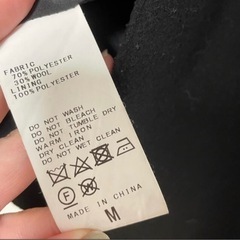 FABRIC
70% POLYESTER
30% WOOL
LINING
100% POLYESTER
DO NOT WASH
DO NOT BLEACH
DO NOT TUMBLE DRY
WARM IRON
DRY CLEAN
DO NOT WET CLEAN
F W
MADE IN CHINA
M